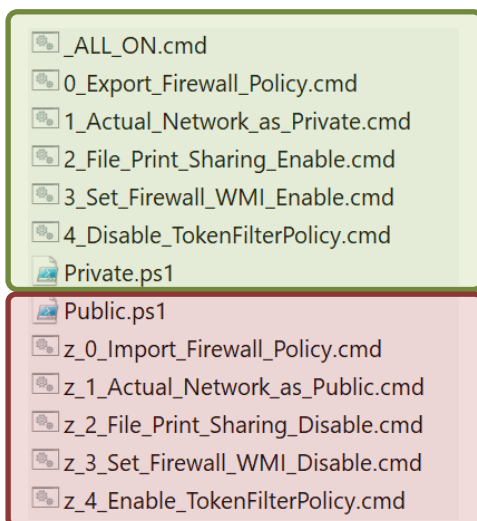 _ALL_ON.cmd
0_Export_Firewall_Policy.cmd
1_Actual_Network_as_Private.cmd
2_File_Print_Sharing_Enable.cmd
3_Set_Firewall_WMI_Enable.cmd
4_Disable_TokenFilterPolicy.cmd
Private.ps1
Public.ps1
z_0_Import_Firewall_Policy.cmd
z_1_Actual_Network_as_Public.cmd
z_2_File_Print_Sharing_Disable.cmd
z_3_Set_Firewall_WMI_Disable.cmd
z_4_Enable_TokenFilterPolicy.cmd